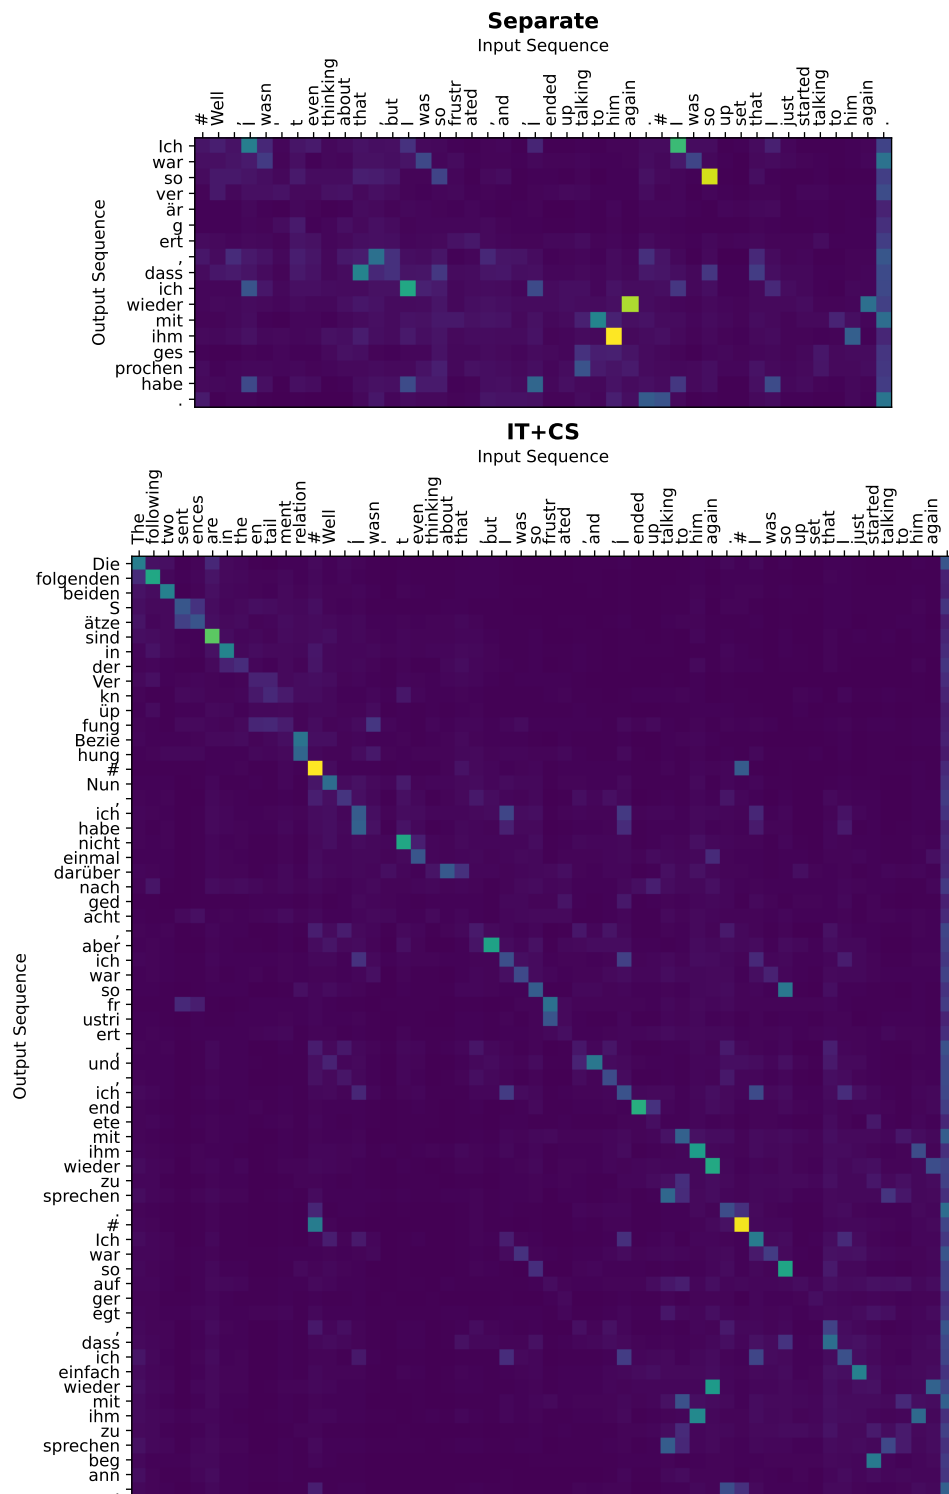 Separate
Input Sequence
#
Well
,
i
wasn
'
t
even
thinking
about
that
,
but
I
was
so
frustr
ated
,
and
,
I
ended
up
talking
to
him
again
.
#
I
was
so
up
set
that
I
just
started
talking
to
him
again
.
Output Sequence
Ich
war
so
ver
är
g
ert
,
dass
ich
wieder
mit
ihm
ges
prochen
habe
.
IT+CS
Input Sequence
The
following
two
sent
ences
are
in
the
en
tail
ment
relation
#
Well
,
i
wasn
'
t
even
thinking
about
that
,
but
I
was
so
frustr
ated
,
and
,
I
ended
up
talking
to
him
again
.
#
I
was
so
up
set
that
I
just
started
talking
to
him
again
Output Sequence
Die
folgenden
beiden
S
ätze
sind
in
der
Ver
kn
üp
fung
Bezie
hung
#
Nun
,
ich
habe
nicht
einmal
darüber
nach
ged
acht
,
aber
ich
war
so
fr
ustri
ert
,
und
,
ich
end
ete
mit
ihm
wieder
zu
sprechen
.
#
Ich
war
so
auf
ger
egt
,
dass
ich
einfach
wieder
mit
ihm
zu
sprechen
beg
ann
.